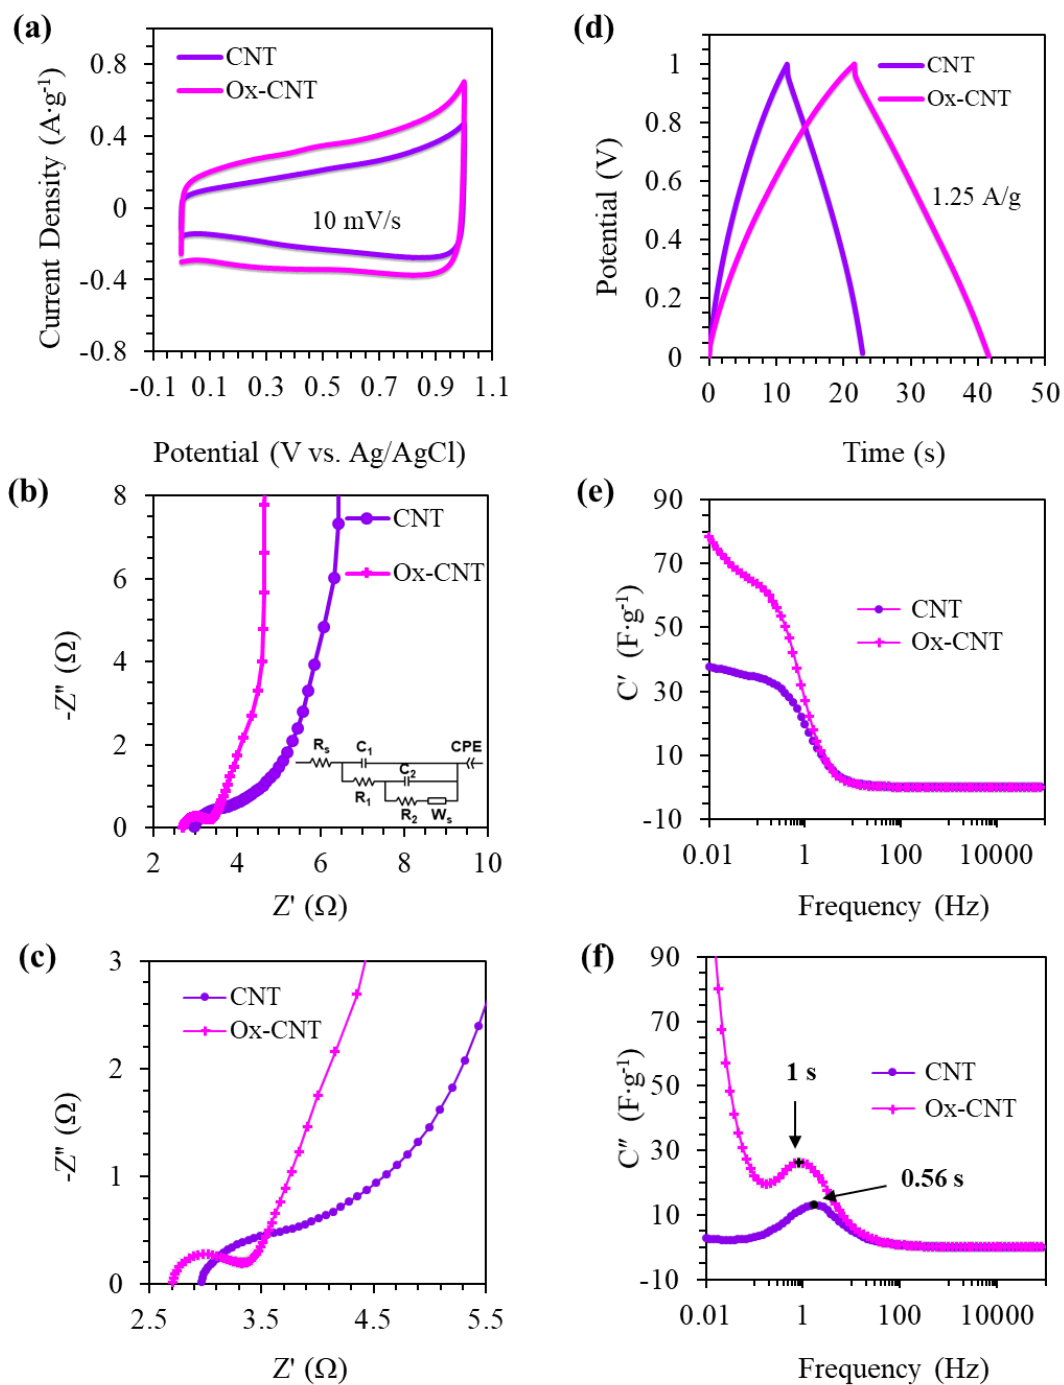 (a)
CNT
Ox-CNT
0.8
0.4
0
-0.4
-0.8
Current Density (A·g⁻¹)
10 mV/s
-0.1 0.1 0.3 0.5 0.7 0.9 1.1
Potential (V vs. Ag/AgCl)
(d)
CNT
Ox-CNT
1
0.8
0.6
0.4
0.2
0
Potential (V)
1.25 A/g
0 10 20 30 40 50
Time (s)
(b)
CNT
Ox-CNT
8
6
4
2
0
-Z" (Ω)
Rs C1 CPE
C2
R1
R2 Ws
2 4 6 8 10
Z' (Ω)
(e)
CNT
Ox-CNT
90
70
50
30
10
-10
C′ (F·g⁻¹)
0.01 1 100 10000
Frequency (Hz)
(c)
CNT
Ox-CNT
3
2
1
0
-Z" (Ω)
2.5 3.5 4.5 5.5
Z' (Ω)
(f)
CNT
Ox-CNT
1 s
0.56 s
90
70
50
30
10
-10
C″ (F·g⁻¹)
0.01 1 100 10000
Frequency (Hz)